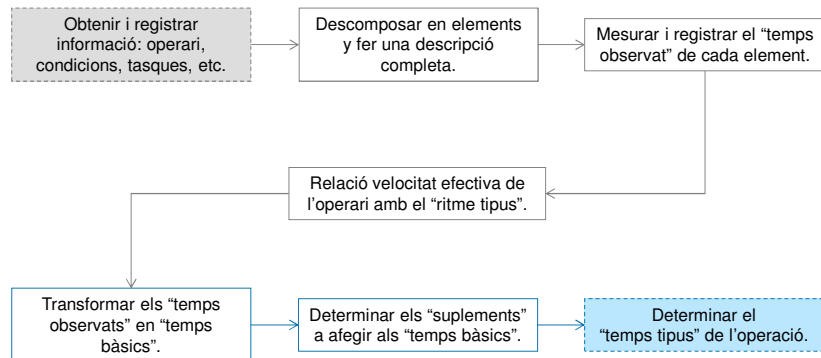 Obtenir i registrar
informació: operari,
condicions, tasques, etc.
Descomposar en elements
y fer una descripció
completa.
Mesurar i registrar el “temps
observat” de cada element.
Relació velocitat efectiva de
l’operari amb el “ritme tipus”.
Transformar els “temps
observats” en “temps
bàsics”.
Determinar els “suplements”
a afegir als “temps bàsics”.
Determinar el
“temps tipus” de l’operació.